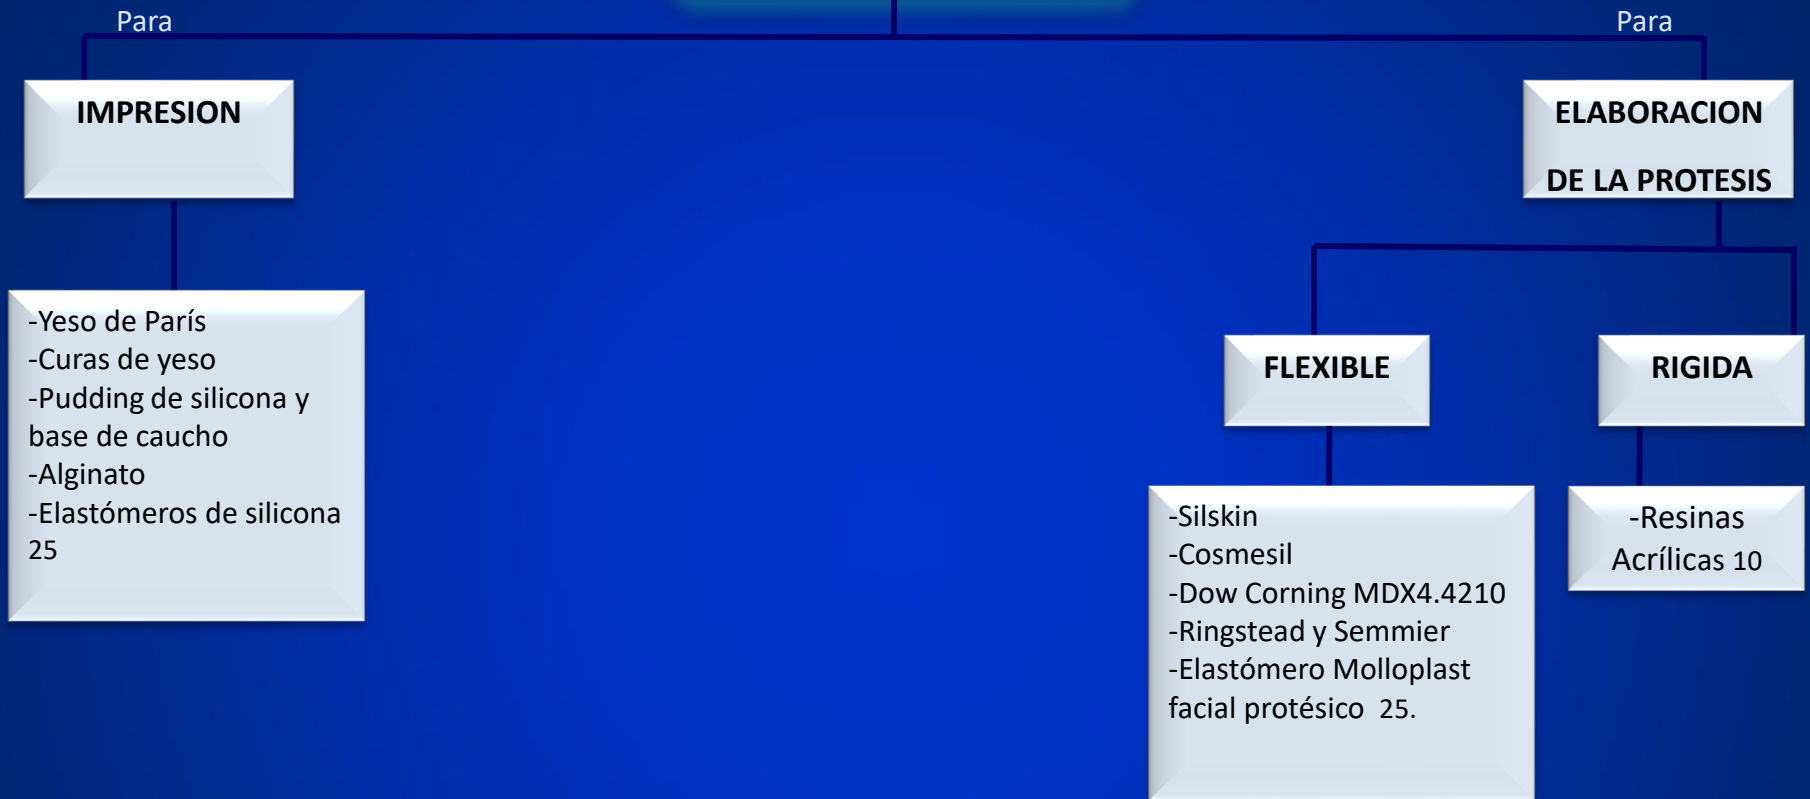 Para
Para
IMPRESION
ELABORACION
DE LA PROTESIS
-Yeso de París
-Curas de yeso
-Pudding de silicona y
base de caucho
-Alginato
-Elastómeros de silicona
25
FLEXIBLE
RIGIDA
-Silskin
-Cosmesil
-Dow Corning MDX4.4210
-Ringstead y Semmier
-Elastómero Molloplast
facial protésico 25.
-Resinas
Acrílicas 10